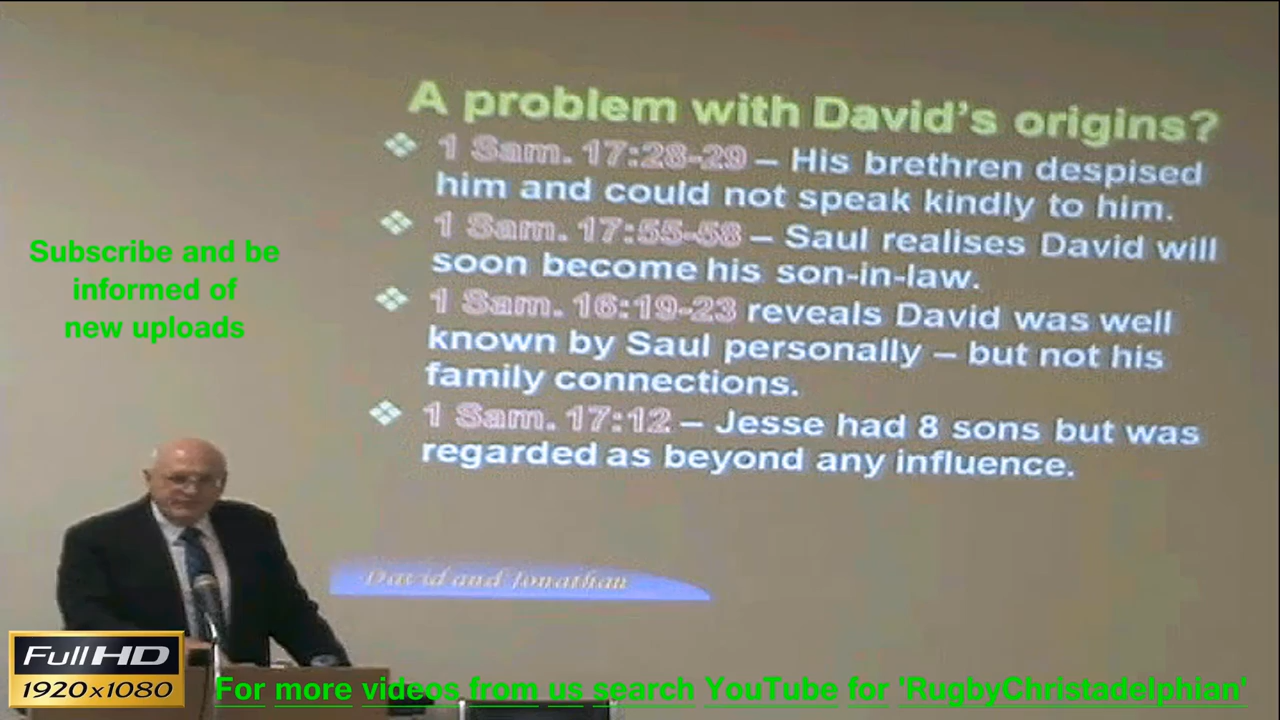 A problem with David's origins?
❖ 1 Sam. 17:28-29 – His brethren despised
him and could not speak kindly to him.
❖ 1 Sam. 17:55-58 – Saul realises David will
soon become his son-in-law.
❖ 1 Sam. 16:19-23 reveals David was well
known by Saul personally – but not his
family connections.
❖ 1 Sam. 17:12 – Jesse had 8 sons but was
regarded as beyond any influence.
David and Jonathan
Subscribe and be
informed of
new uploads
Full HD
1920x1080
For more videos from us search YouTube for 'RugbyChristadelphian'